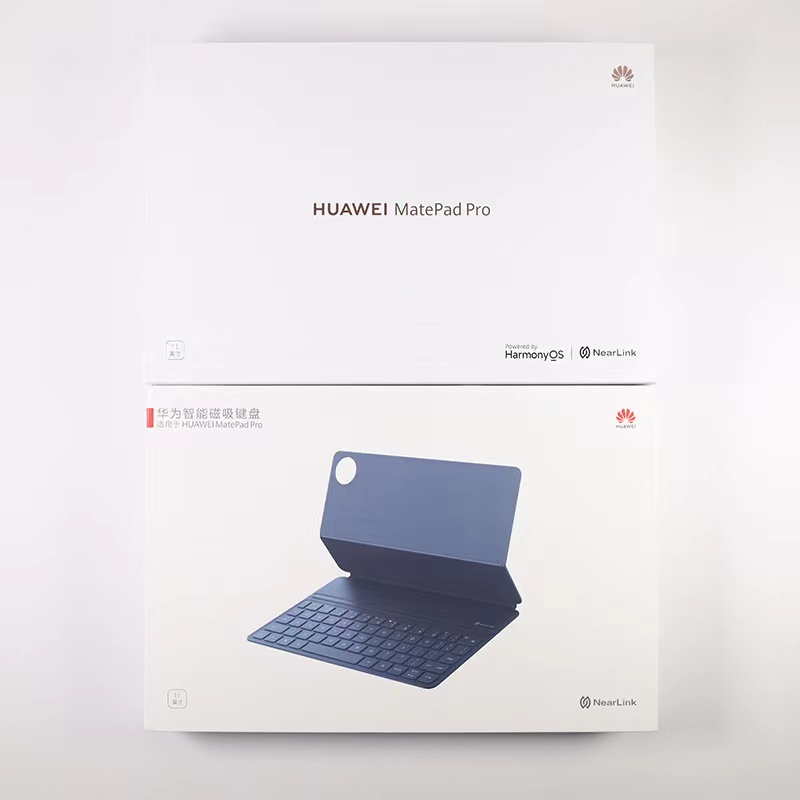 HUAWEI
HUAWEI MatePad Pro
11
英寸
Powered by
HarmonyOS
NearLink
华为智能磁吸键盘
适用于 HUAWEI MatePad Pro
HUAWEI
11
英寸
NearLink